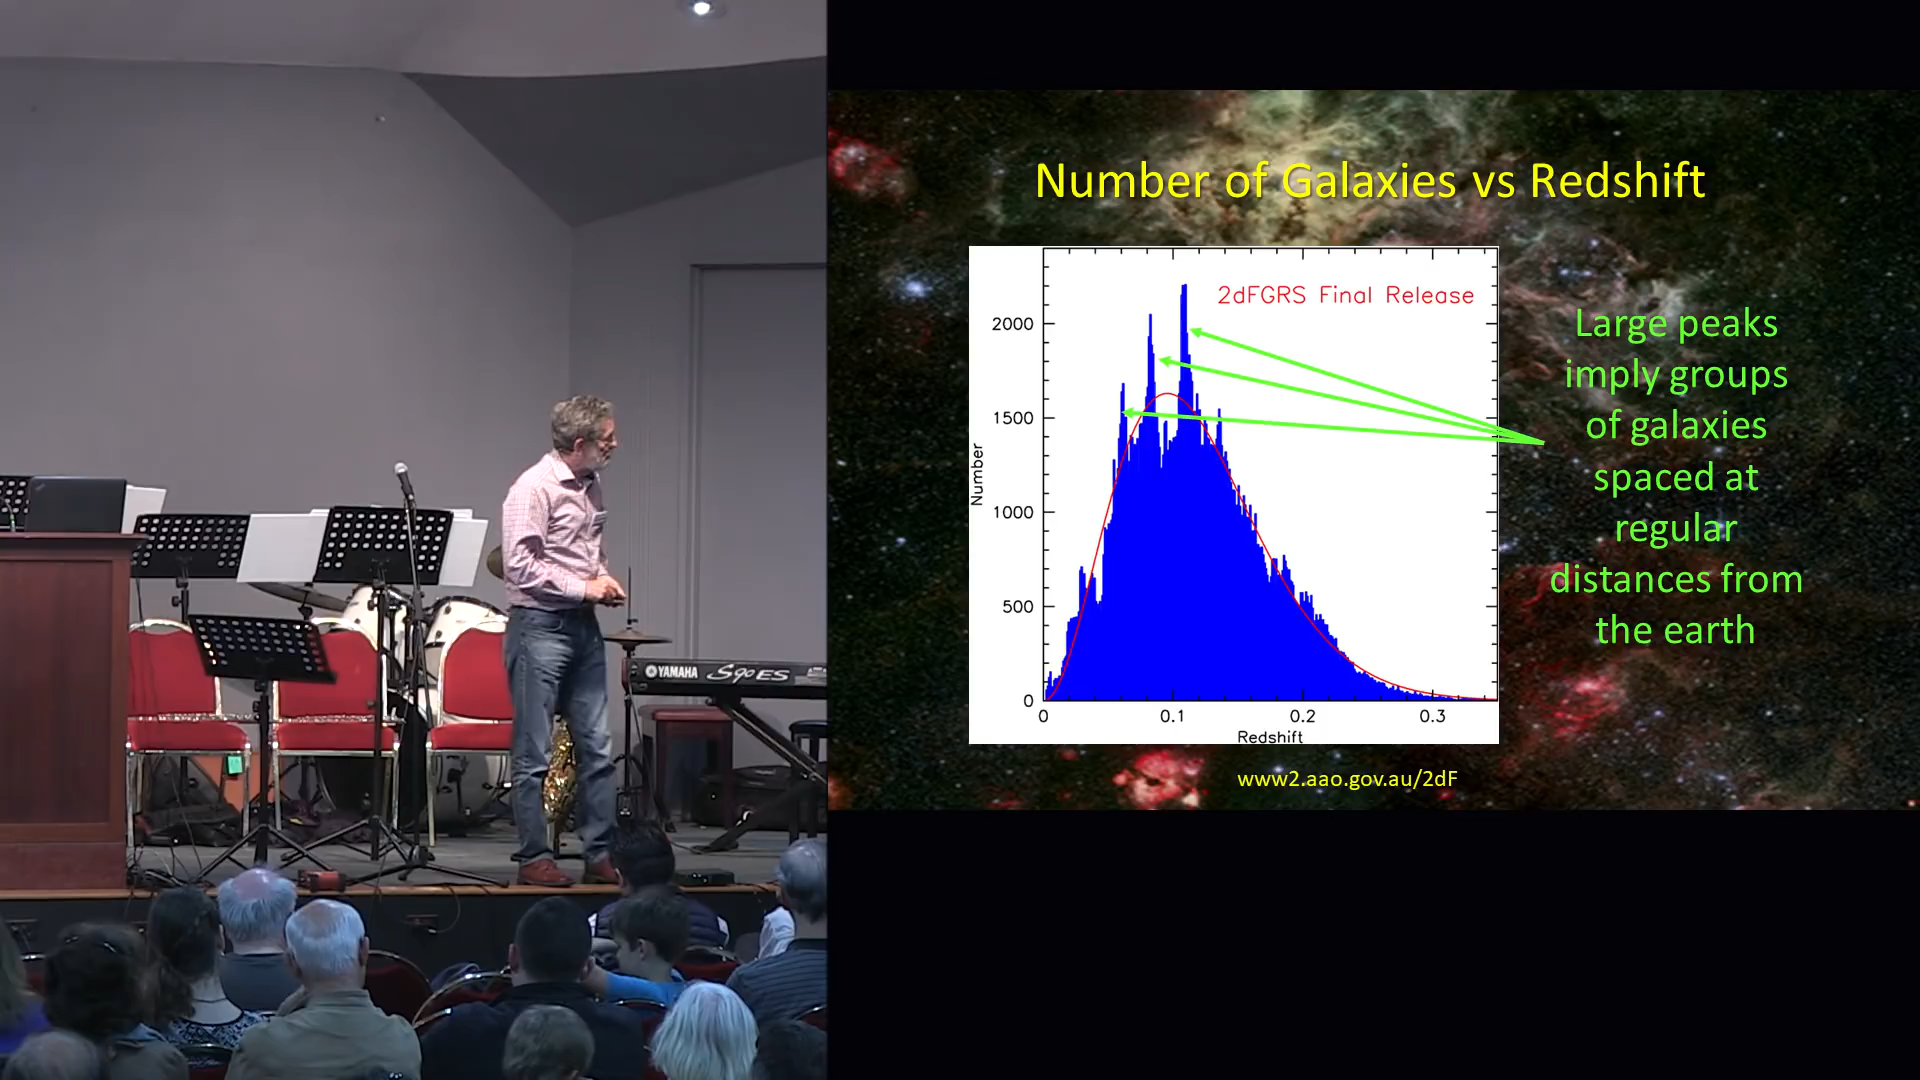 Number of Galaxies vs Redshift
2dFGRS Final Release
2000
1500
1000
500
0
Number
0
0.1
0.2
0.3
Redshift
Large peaks
imply groups
of galaxies
spaced at
regular
distances from
the earth
www2.aao.gov.au/2dF
YAMAHA S90 ES